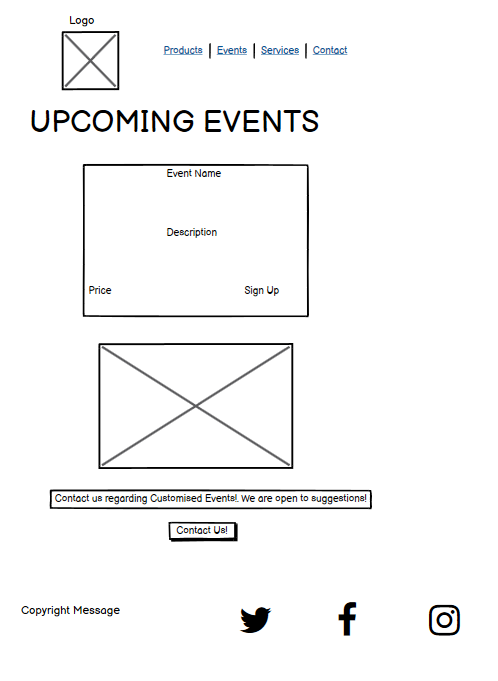 Logo
Products | Events | Services | Contact
UPCOMING EVENTS
Event Name
Description
Price Sign Up
Contact us regarding Customised Events!. We are open to suggestions!
Contact Us!
Copyright Message